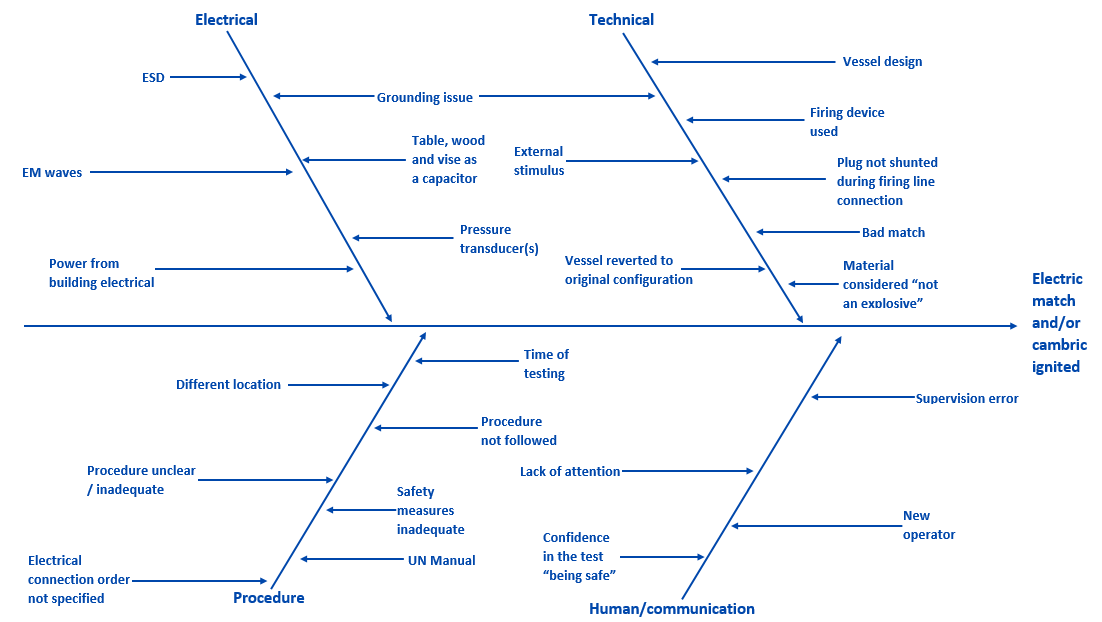 Electrical
Technical
ESD
Grounding issue
Vessel design
Firing device
used
Table, wood
and vise as
a capacitor
External
stimulus
EM waves
Plug not shunted
during firing line
connection
Pressure
transducer(s)
Bad match
Power from
building electrical
Vessel reverted to
original configuration
Material
considered “not
an explosive”
Electric
match
and/or
cambric
ignited
Time of
testing
Different location
Supervision error
Procedure
not followed
Procedure unclear
/ inadequate
Lack of attention
Safety
measures
inadequate
New
operator
Confidence
in the test
“being safe”
UN Manual
Electrical
connection order
not specified
Procedure
Human/communication